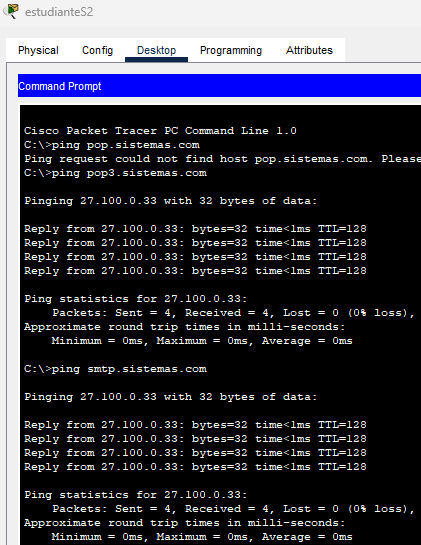 estudianteS2
Physical Config Desktop Programming Attributes
Command Prompt
Cisco Packet Tracer PC Command Line 1.0
C:\>ping pop.sistemas.com
Ping request could not find host pop.sistemas.com. Please
C:\>ping pop3.sistemas.com
Pinging 27.100.0.33 with 32 bytes of data:
Reply from 27.100.0.33: bytes=32 time<1ms TTL=128
Reply from 27.100.0.33: bytes=32 time<1ms TTL=128
Reply from 27.100.0.33: bytes=32 time<1ms TTL=128
Reply from 27.100.0.33: bytes=32 time<1ms TTL=128
Ping statistics for 27.100.0.33:
Packets: Sent = 4, Received = 4, Lost = 0 (0% loss),
Approximate round trip times in milli-seconds:
Minimum = 0ms, Maximum = 0ms, Average = 0ms
C:\>ping smtp.sistemas.com
Pinging 27.100.0.33 with 32 bytes of data:
Reply from 27.100.0.33: bytes=32 time<1ms TTL=128
Reply from 27.100.0.33: bytes=32 time<1ms TTL=128
Reply from 27.100.0.33: bytes=32 time<1ms TTL=128
Reply from 27.100.0.33: bytes=32 time<1ms TTL=128
Ping statistics for 27.100.0.33:
Packets: Sent = 4, Received = 4, Lost = 0 (0% loss),
Approximate round trip times in milli-seconds:
Minimum = 0ms, Maximum = 0ms, Average = 0ms